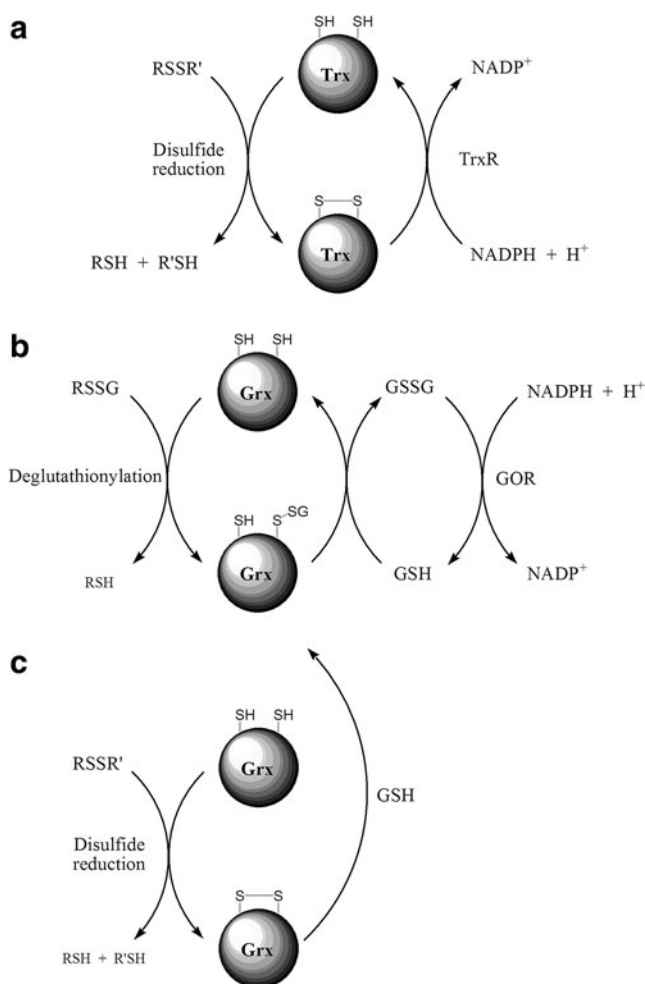 a
SH SH
RSSR' Trx NADP⁺
Disulfide
reduction
TrxR
S S
RSH + R'SH Trx NADPH + H⁺
b
SH SH
RSSG Grx GSSG NADPH + H⁺
Deglutathionylation GOR
SH S SG
RSH Grx GSH NADP⁺
c
SH SH
RSSR' Grx
GSH
Disulfide
reduction
S S
RSH + R'SH Grx